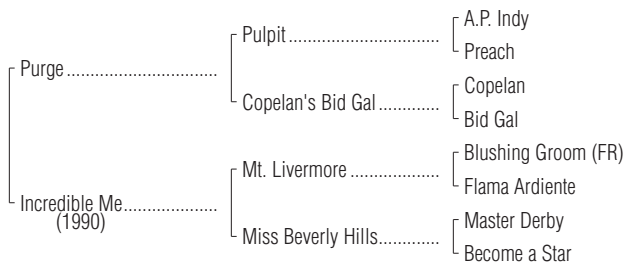 A.P. Indy
Pulpit................................
Preach
Purge................................
Copelan
Copelan's Bid Gal.............
Bid Gal
Blushing Groom (FR)
Mt. Livermore ...................
Flama Ardiente
Incredible Me....................
(1990)
Master Derby
Miss Beverly Hills.............
Become a Star